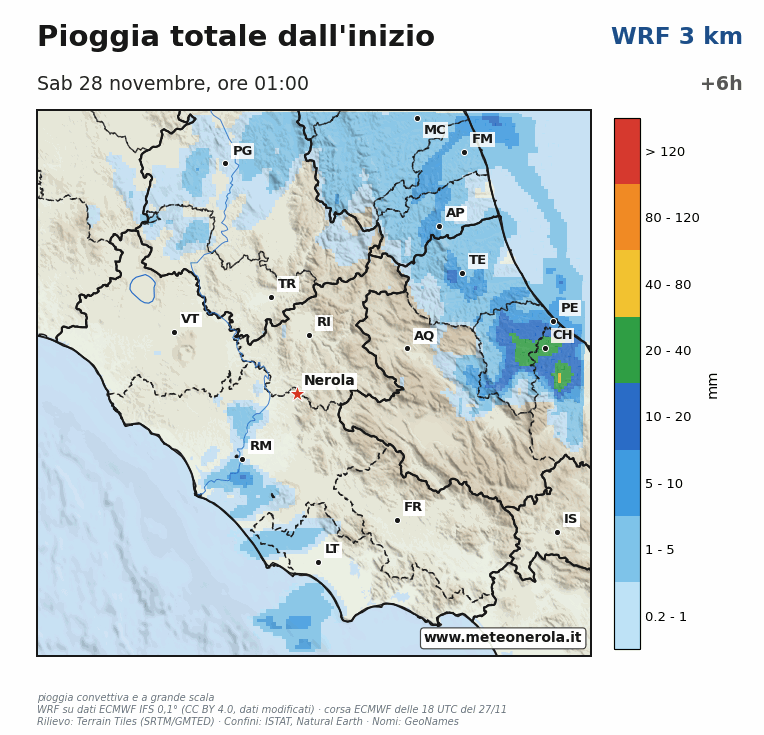 Pioggia totale dall'inizio
WRF 3 km
Sab 28 novembre, ore 01:00
+6h
MC
FM
PG
AP
TE
TR
PE
VT
RI
AQ
CH
Nerola
RM
FR
IS
LT
www.meteonerola.it
> 120
80 - 120
40 - 80
20 - 40
10 - 20
5 - 10
1 - 5
0.2 - 1
mm
pioggia convettiva e a grande scala
WRF su dati ECMWF IFS 0,1° (CC BY 4.0, dati modificati) · corsa ECMWF delle 18 UTC del 27/11
Rilievo: Terrain Tiles (SRTM/GMTED) · Confini: ISTAT, Natural Earth · Nomi: GeoNames